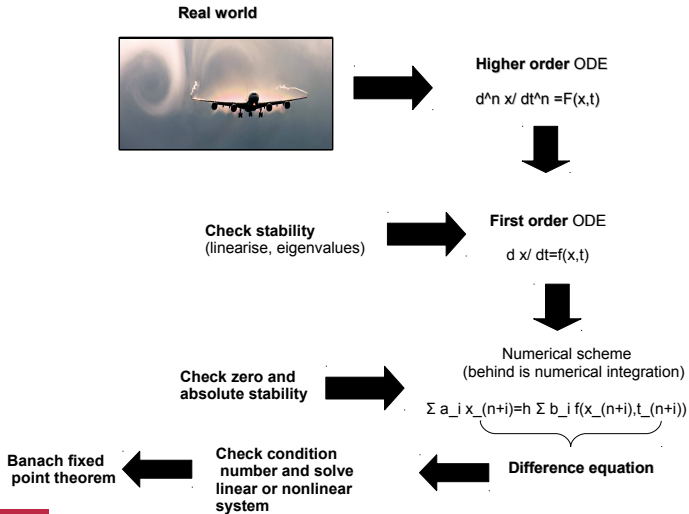 Real world
Higher order ODE
d^n x/ dt^n =F(x,t)
Check stability
(linearise, eigenvalues)
First order ODE
d x/ dt=f(x,t)
Numerical scheme
(behind is numerical integration)
Check zero and
absolute stability
Σ a_i x_(n+i)=h Σ b_i f(x_(n+i),t_(n+i))
Difference equation
Check condition
number and solve
linear or nonlinear
system
Banach fixed
point theorem